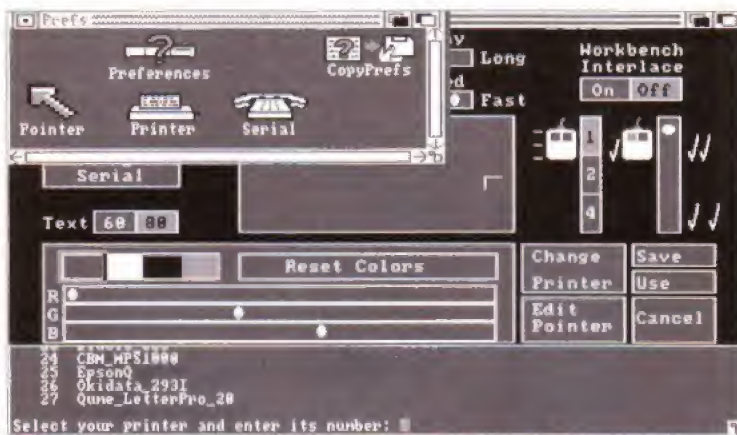 Prefs
Preferences
CopyPrefs
Pointer
Printer
Serial
Long
Fast
Workbench
Interlace
On Off
1
2
4
Serial
Text 60 80
Reset Colors
R
G
B
Change
Printer
Edit
Pointer
Save
Use
Cancel
24 CBM_MPS1000
25 EpsonQ
26 Okidata_293I
27 Qume_LetterPro_20
Select your printer and enter its number: